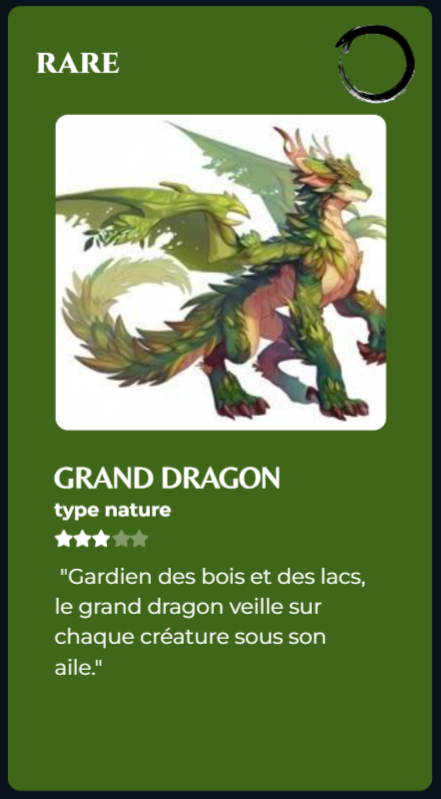 RARE
GRAND DRAGON
type nature
"Gardien des bois et des lacs,
le grand dragon veille sur
chaque créature sous son
aile."